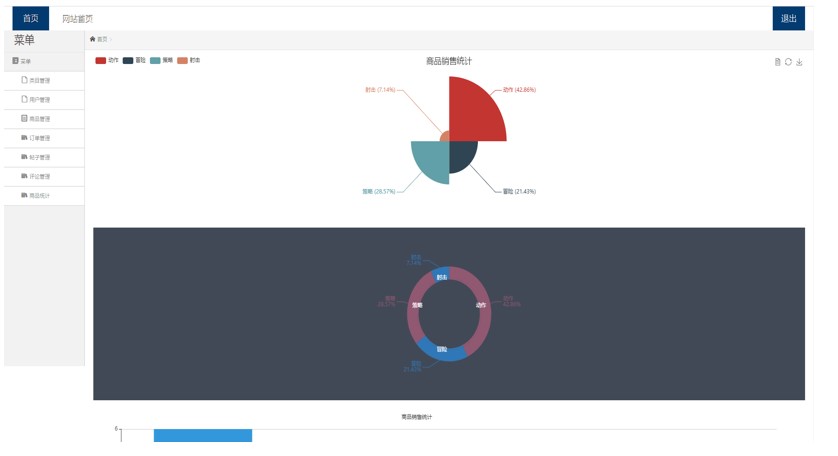 首页 网站首页 退出
菜单
首页
菜单
类目管理
用户管理
商品管理
订单管理
帖子管理
评论管理
商品统计
动作 冒险 策略 射击
商品销售统计
射击 (7.14%)
动作 (42.86%)
策略 (28.57%)
冒险 (21.43%)
射击
7.14%
射击
策略
28.57%
策略
动作
动作
42.86%
冒险
冒险
21.43%
商品销售统计
6